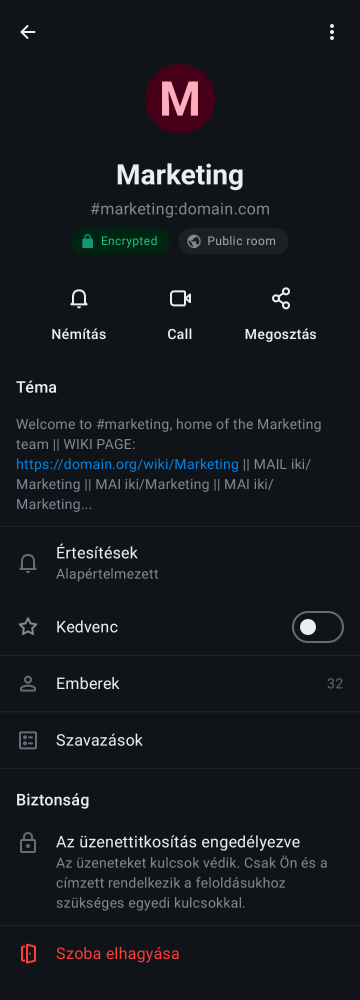 M
Marketing
#marketing:domain.com
Encrypted
Public room
Némítás
Call
Megosztás
Téma
Welcome to #marketing, home of the Marketing
team || WIKI PAGE:
https://domain.org/wiki/Marketing || MAIL iki/
Marketing || MAI iki/Marketing || MAI iki/
Marketing...
Értesítések
Alapértelmezett
Kedvenc
Emberek
32
Szavazások
Biztonság
Az üzenettitkosítás engedélyezve
Az üzeneteket kulcsok védik. Csak Ön és a
címzett rendelkezik a feloldásukhoz
szükséges egyedi kulcsokkal.
Szoba elhagyása